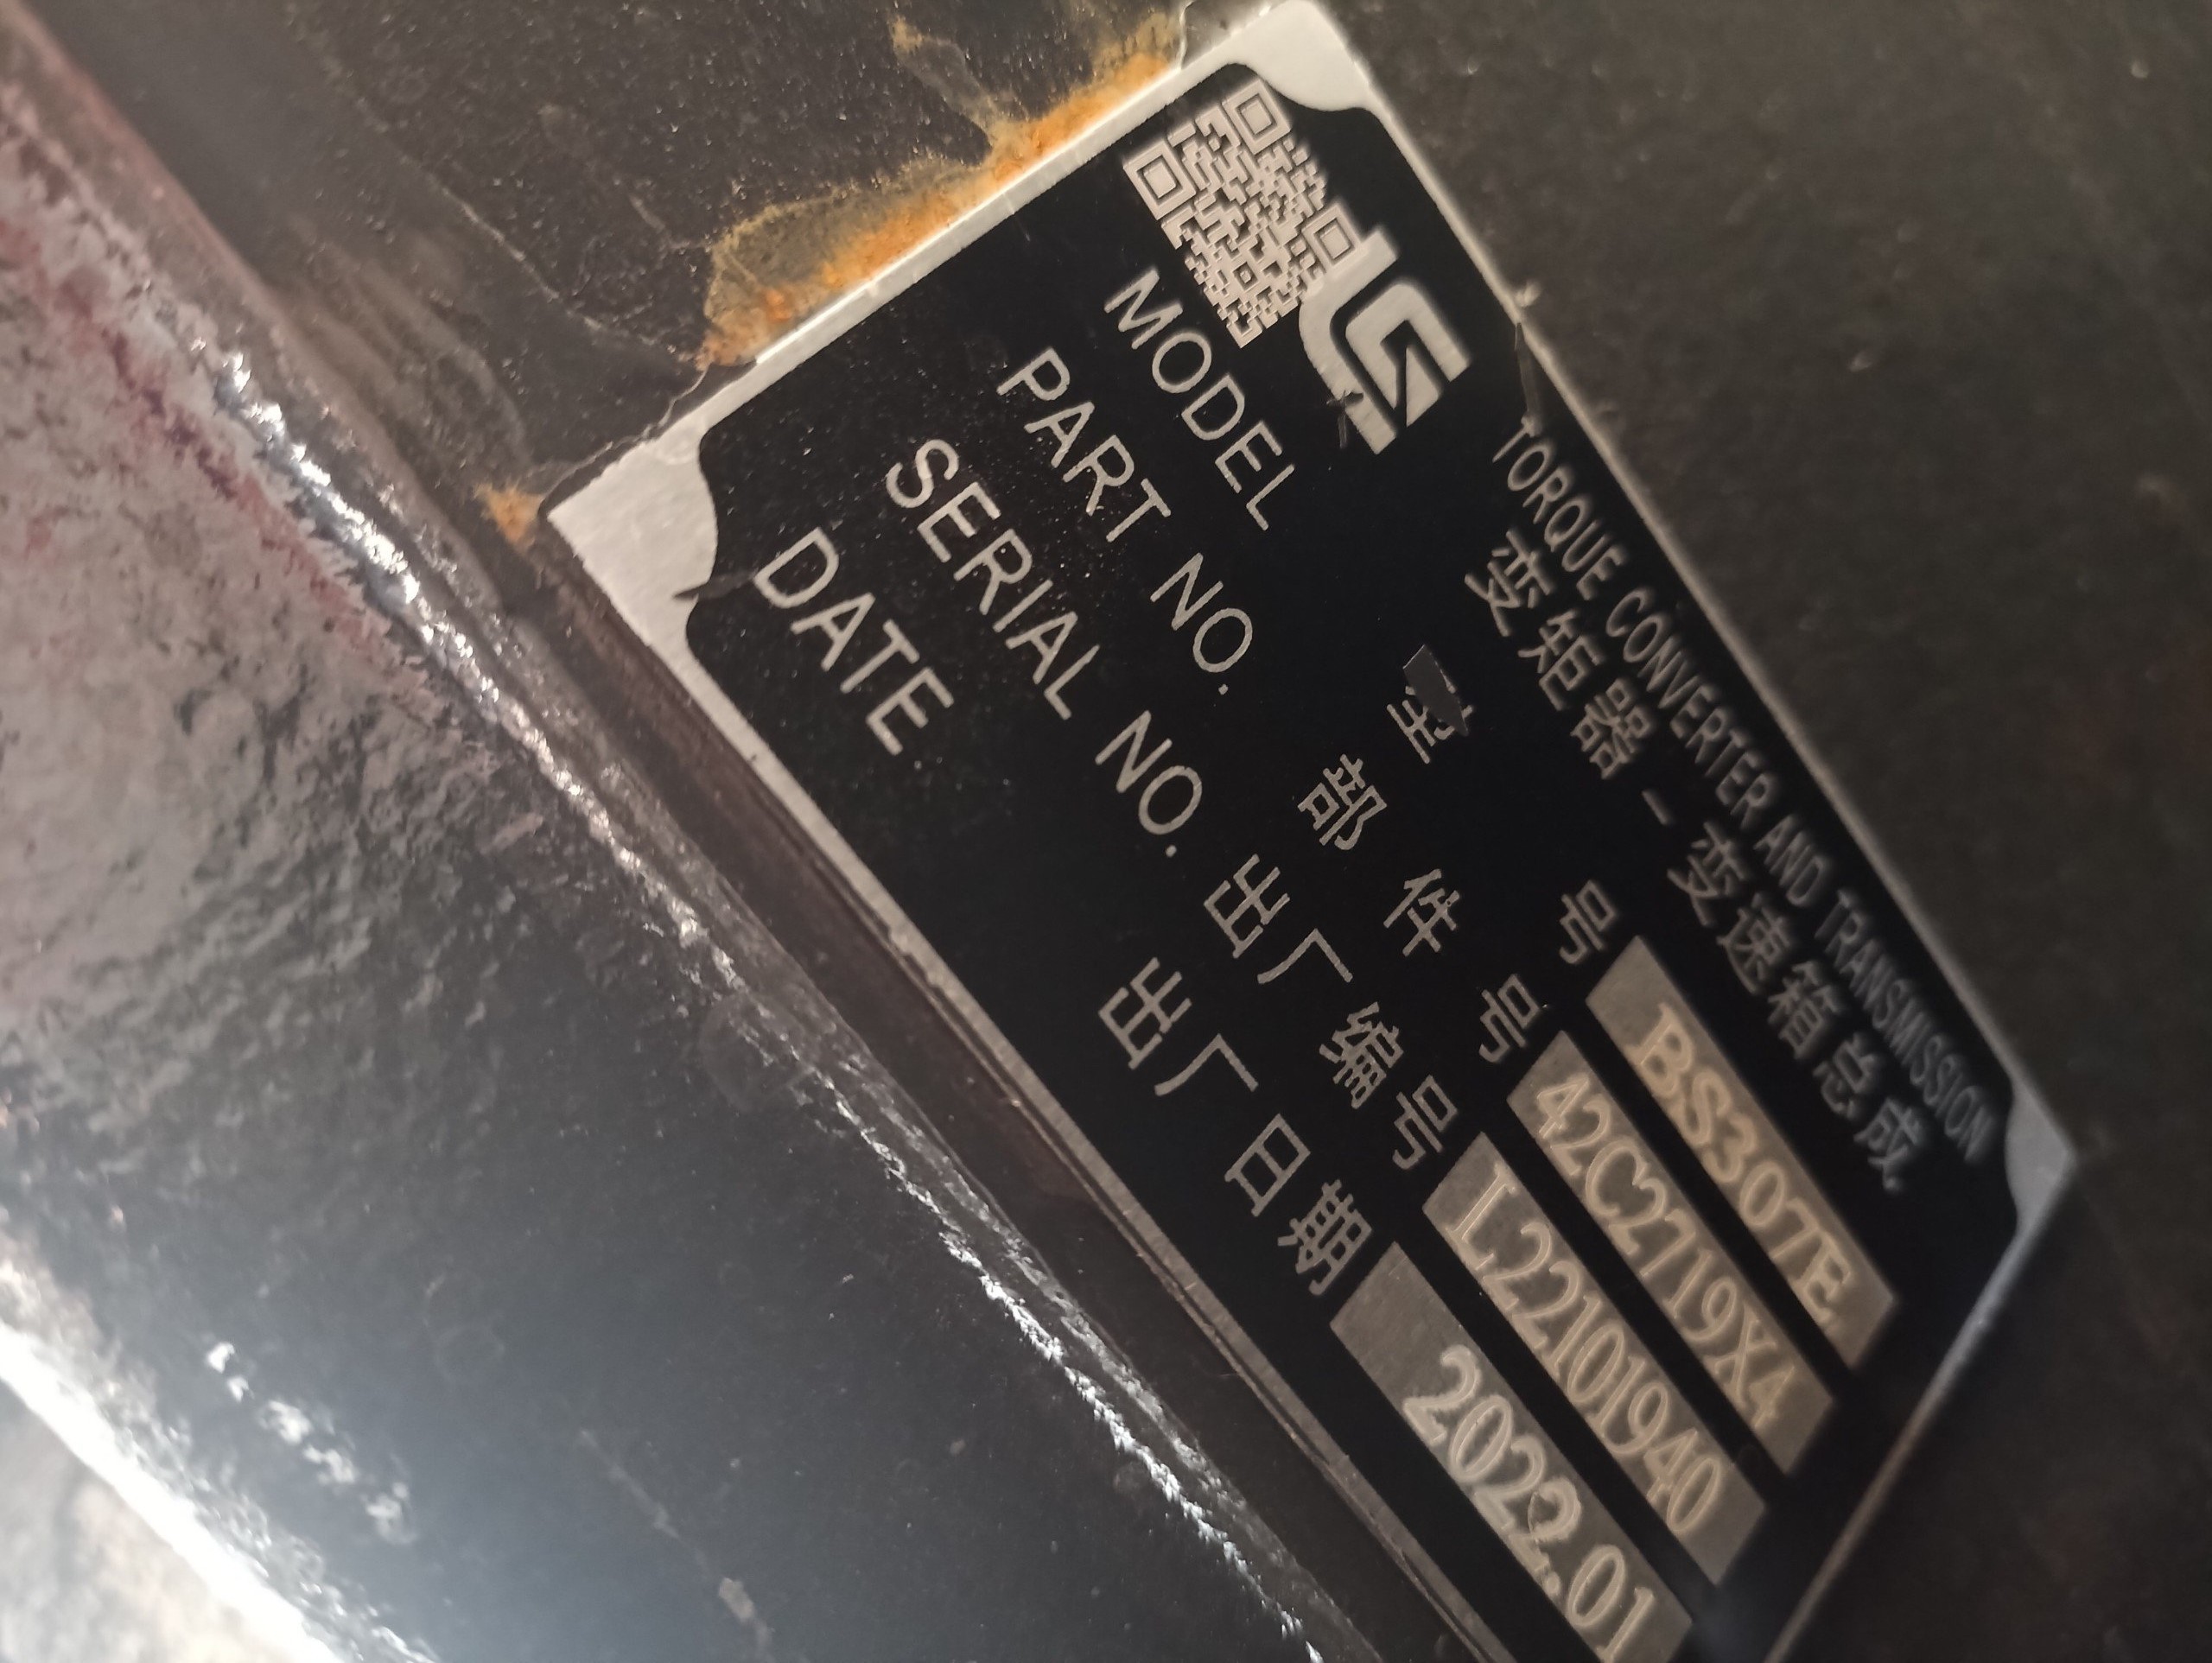 TORQUE CONVERTER AND TRANSMISSION
变矩器-变速箱总成
MODEL 型号 BS307E
PART NO. 部件号 42C2719X4
SERIAL NO. 出厂编号 L22101940
DATE 出厂日期 2022.01